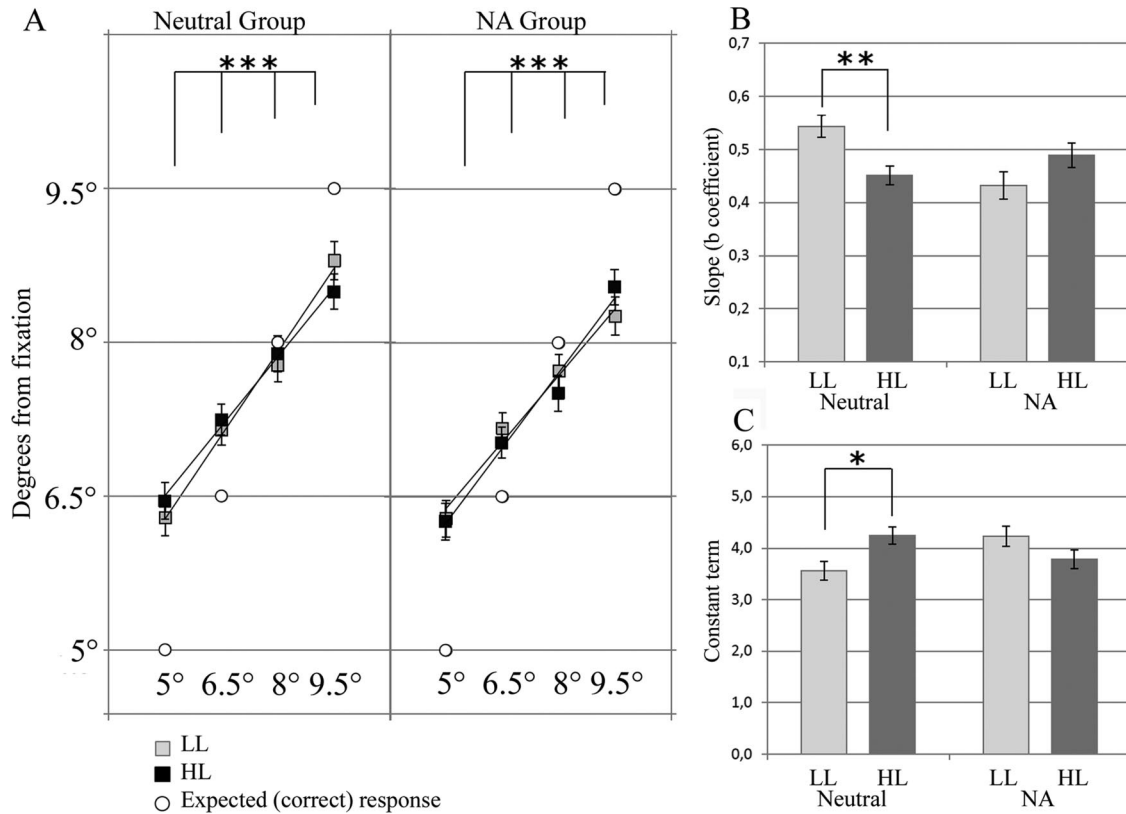 A
Neutral Group
NA Group
***
***
Degrees from fixation
9.5°
8°
6.5°
5°
5° 6.5° 8° 9.5°
5° 6.5° 8° 9.5°
LL
HL
Expected (correct) response
B
Slope (b coefficient)
0,7
0,6
0,5
0,4
0,3
0,2
0,1
**
LL HL LL HL
Neutral NA
C
Constant term
6,0
5,0
4,0
3,0
2,0
1,0
0,0
*
LL HL LL HL
Neutral NA